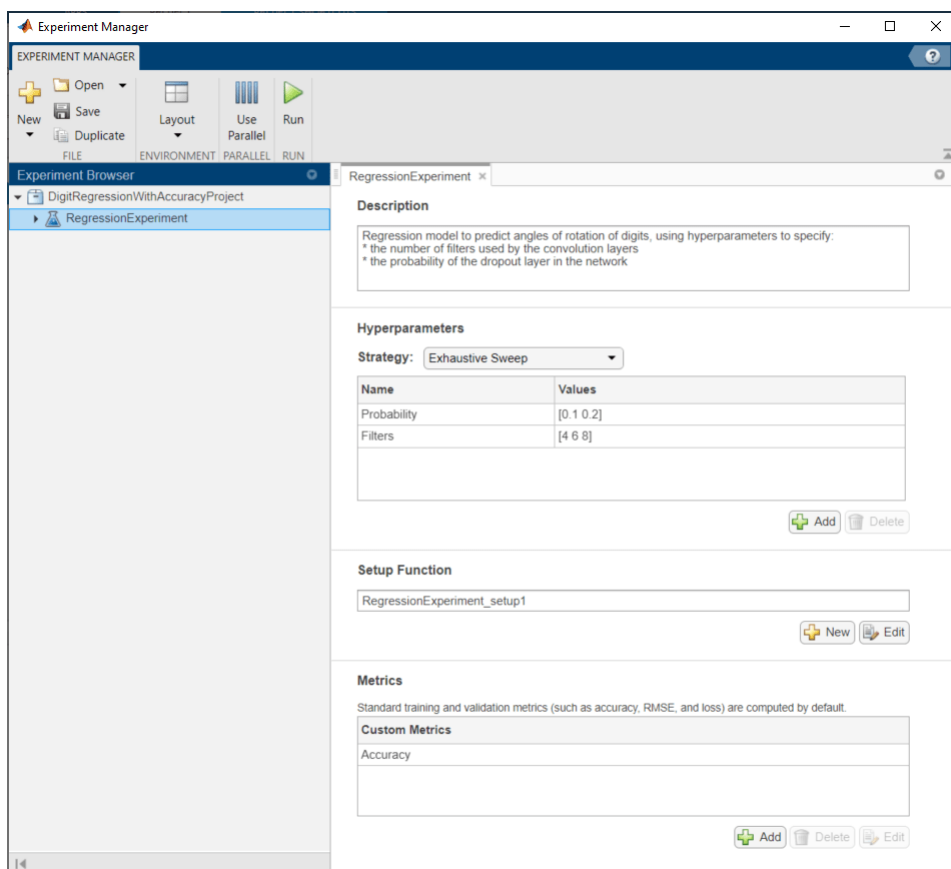 Experiment Manager
EXPERIMENT MANAGER
?
New
Open
Save
Duplicate
Layout
Use
Parallel
Run
FILE
ENVIRONMENT
PARALLEL
RUN
Experiment Browser
DigitRegressionWithAccuracyProject
RegressionExperiment
RegressionExperiment
Description
Regression model to predict angles of rotation of digits, using hyperparameters to specify:
* the number of filters used by the convolution layers
* the probability of the dropout layer in the network
Hyperparameters
Strategy: Exhaustive Sweep
Name Values
Probability [0.1 0.2]
Filters [4 6 8]
Add Delete
Setup Function
RegressionExperiment_setup1
New Edit
Metrics
Standard training and validation metrics (such as accuracy, RMSE, and loss) are computed by default.
Custom Metrics
Accuracy
Add Delete Edit